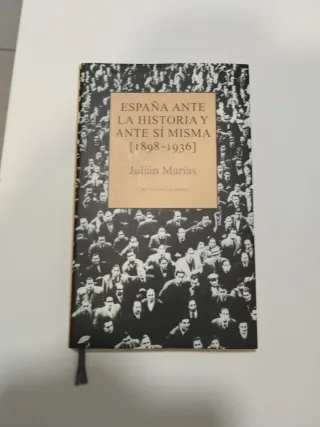 ESPAÑA ANTE
LA HISTORIA Y
ANTE SÍ MISMA
[1898-1936]
Julián Marías